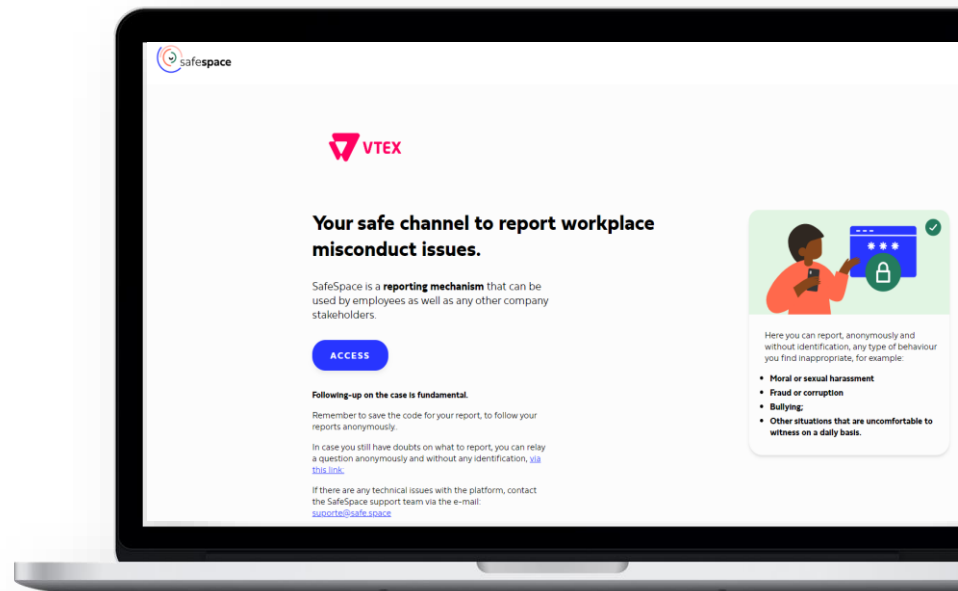 safespace
VTEX
Your safe channel to report workplace
misconduct issues.
SafeSpace is a reporting mechanism that can be
used by employees as well as any other company
stakeholders.
ACCESS
Following-up on the case is fundamental.
Remember to save the code for your report, to follow your
reports anonymously.
In case you still have doubts on what to report, you can relay
a question anonymously and without any identification, via
this link;
If there are any technical issues with the platform, contact
the SafeSpace support team via the e-mail:
suporte@safe.space
***
Here you can report, anonymously and
without identification, any type of behaviour
you find inappropriate, for example:
• Moral or sexual harassment
• Fraud or corruption
• Bullying;
• Other situations that are uncomfortable to
witness on a daily basis.